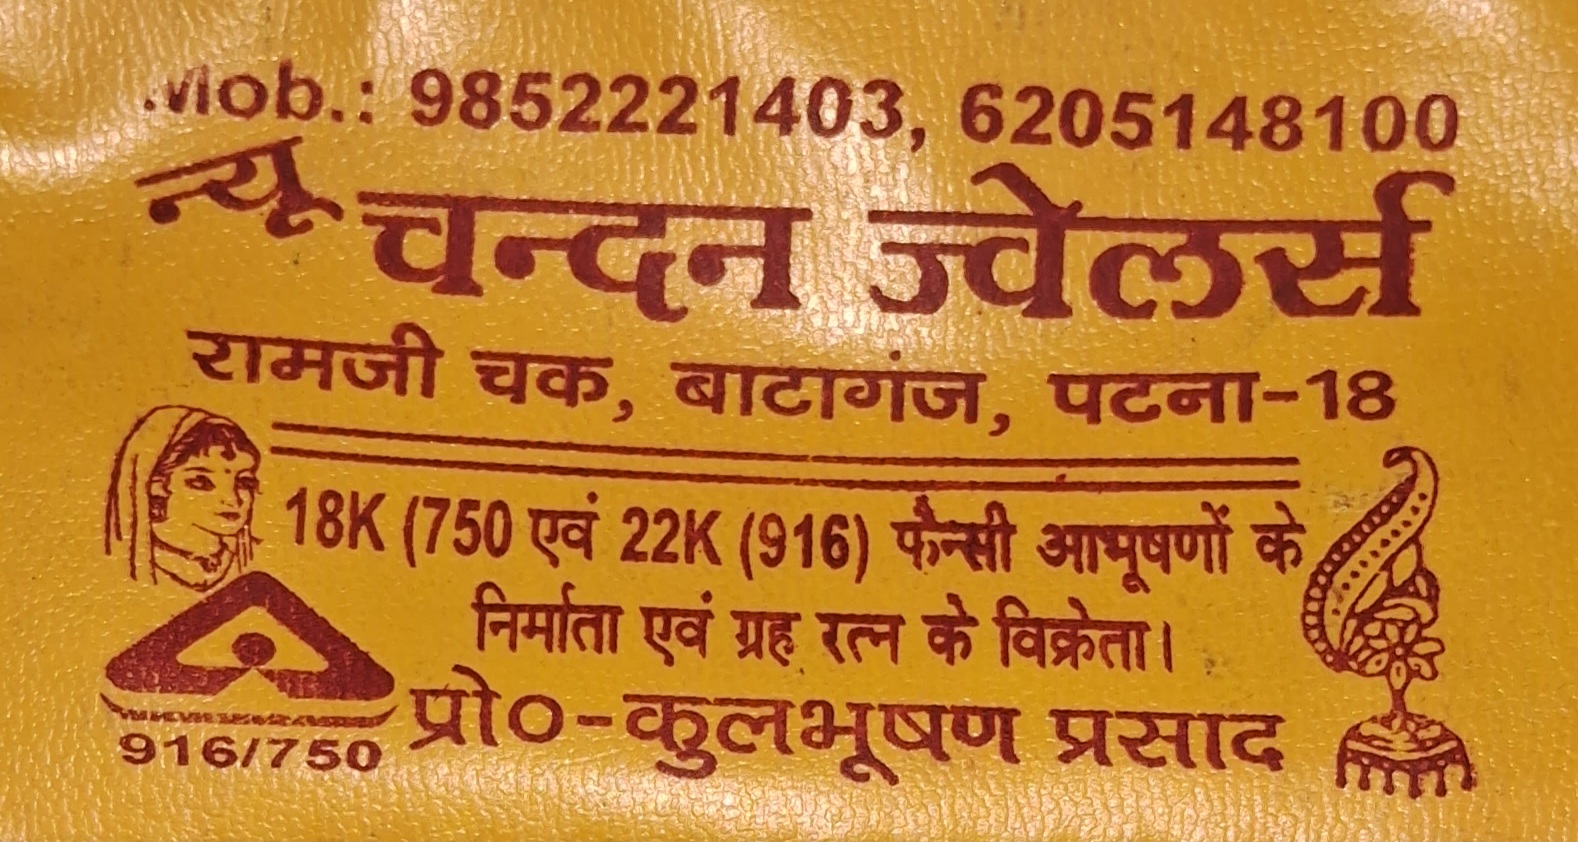 Mob.: 9852221403, 6205148100
न्यू चन्दन ज्वेलर्स
रामजी चक, बाटागंज, पटना-18
18K (750 एवं 22K (916) फैन्सी आभूषणों के
निर्माता एवं ग्रह रत्न के विक्रेता।
916/750
प्रो०-कुलभूषण प्रसाद